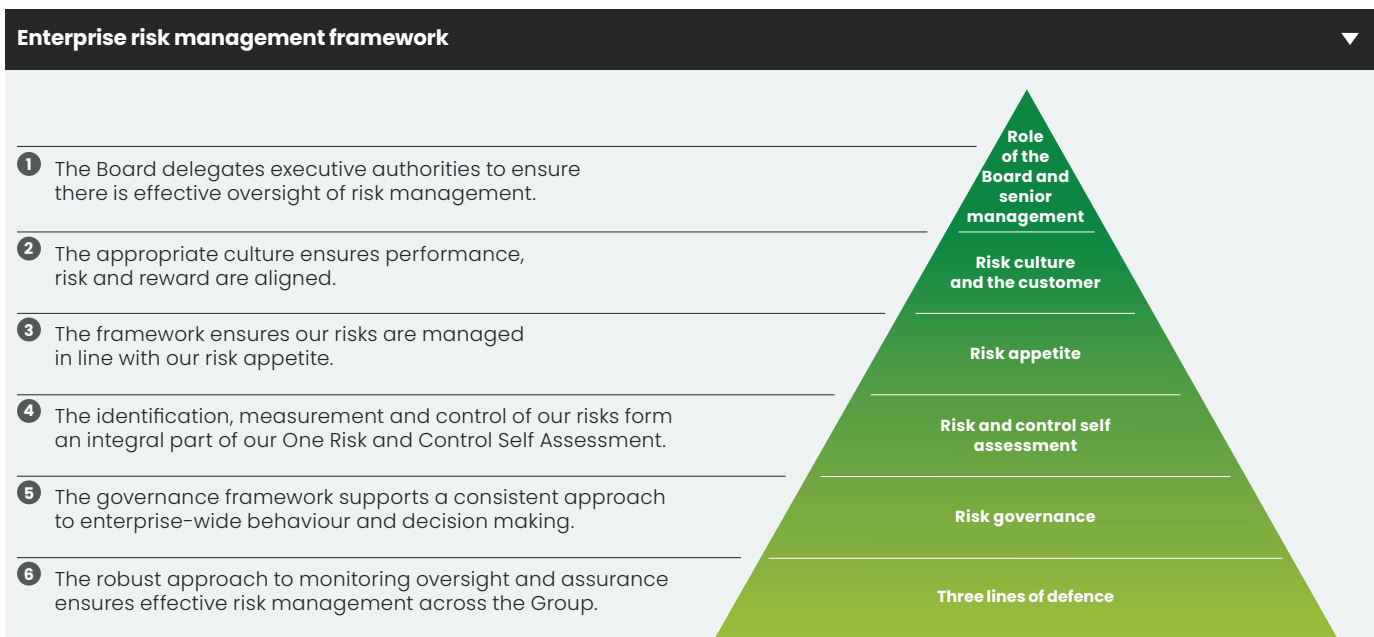 Enterprise risk management framework
1 The Board delegates executive authorities to ensure
there is effective oversight of risk management.
Role
of the
Board and
senior
management
2 The appropriate culture ensures performance,
risk and reward are aligned.
Risk culture
and the customer
3 The framework ensures our risks are managed
in line with our risk appetite.
Risk appetite
4 The identification, measurement and control of our risks form
an integral part of our One Risk and Control Self Assessment.
Risk and control self
assessment
5 The governance framework supports a consistent approach
to enterprise-wide behaviour and decision making.
Risk governance
6 The robust approach to monitoring oversight and assurance
ensures effective risk management across the Group.
Three lines of defence